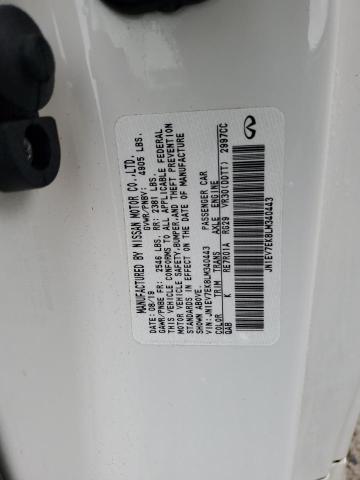 MANUFACTURED BY NISSAN MOTOR CO.,LTD.
GVWR/PNBV: 4905 LBS.
DATE: 08/19
GAWR/PNBE FR: 2546 LBS. RR: 2381 LBS.
THIS VEHICLE CONFORMS TO ALL APPLICABLE FEDERAL
MOTOR VEHICLE SAFETY,BUMPER,AND THEFT PREVENTION
STANDARDS IN EFFECT ON THE DATE OF MANUFACTURE
SHOWN ABOVE.
VIN: JN1EV7EK8LM340443 PASSENGER CAR
COLOR TRIM TRANS AXLE ENGINE
QAB K RE7R01A RG29 VR30(DDTT) 2997CC
JN1EV7EK8LM340443